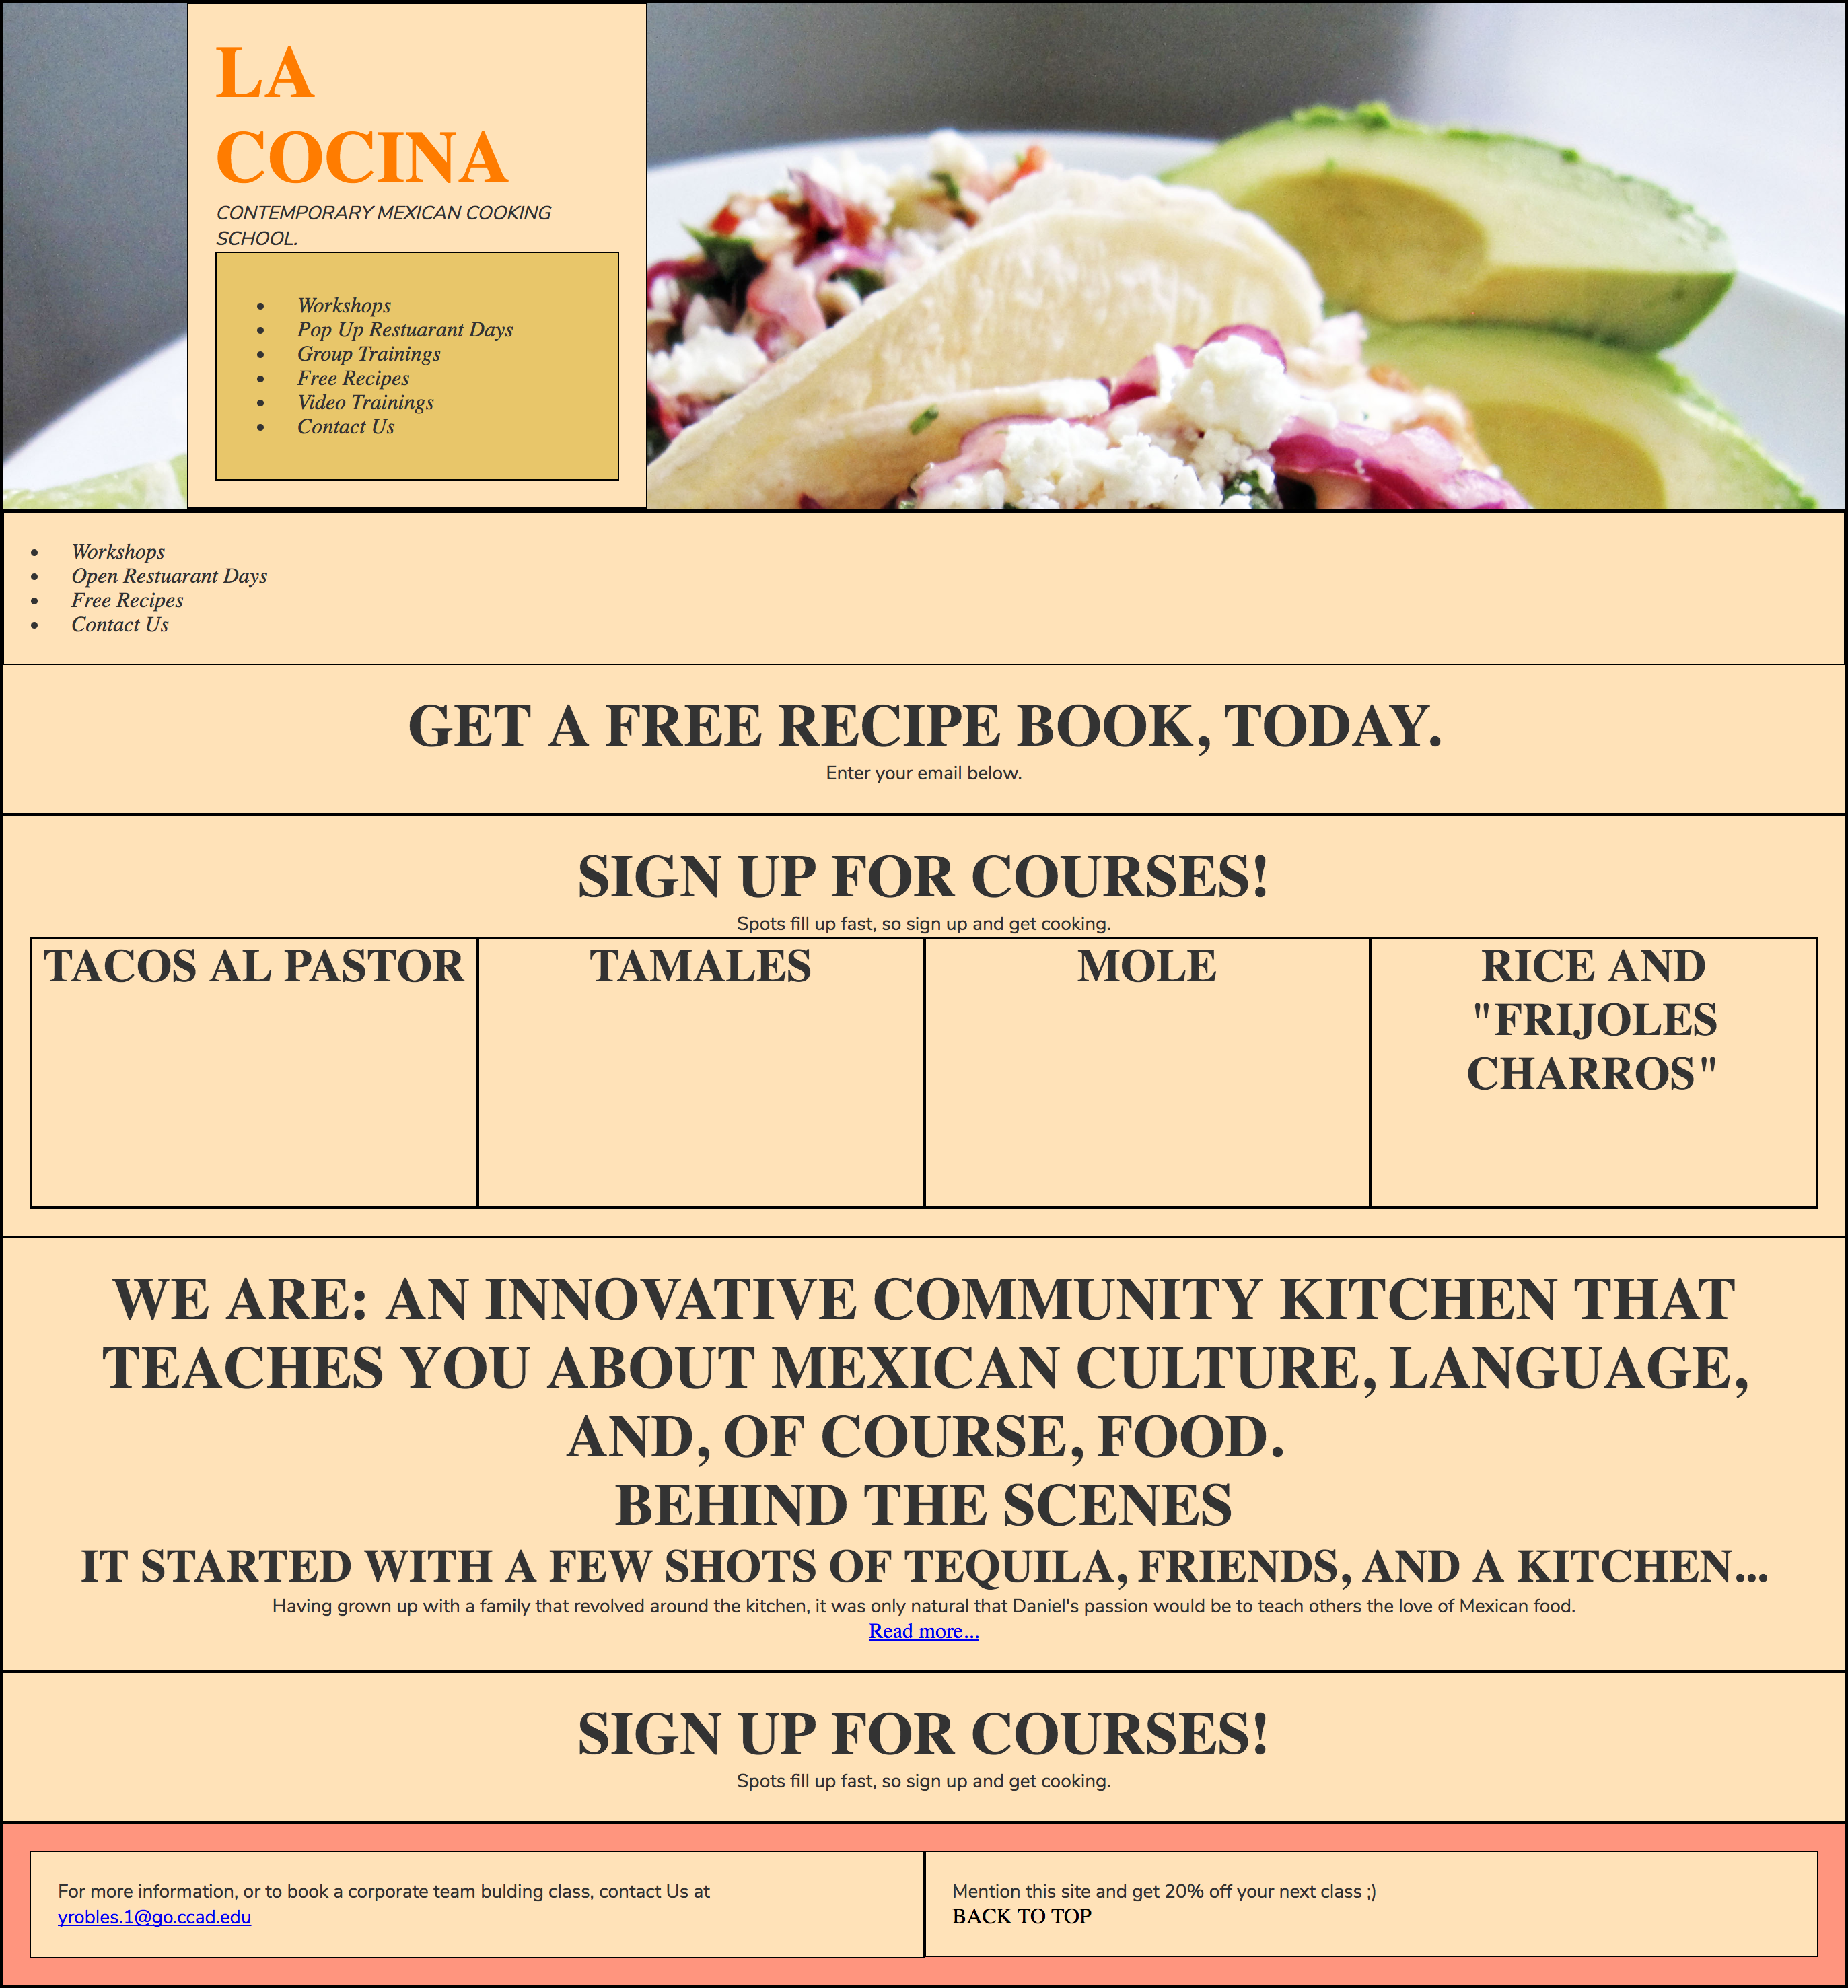 LA
COCINA
CONTEMPORARY MEXICAN COOKING
SCHOOL.
Workshops
Pop Up Restuarant Days
Group Trainings
Free Recipes
Video Trainings
Contact Us
Workshops
Open Restuarant Days
Free Recipes
Contact Us
GET A FREE RECIPE BOOK, TODAY.
Enter your email below.
SIGN UP FOR COURSES!
Spots fill up fast, so sign up and get cooking.
TACOS AL PASTOR
TAMALES
MOLE
RICE AND
"FRIJOLES
CHARROS"
WE ARE: AN INNOVATIVE COMMUNITY KITCHEN THAT
TEACHES YOU ABOUT MEXICAN CULTURE, LANGUAGE,
AND, OF COURSE, FOOD.
BEHIND THE SCENES
IT STARTED WITH A FEW SHOTS OF TEQUILA, FRIENDS, AND A KITCHEN...
Having grown up with a family that revolved around the kitchen, it was only natural that Daniel's passion would be to teach others the love of Mexican food.
Read more...
SIGN UP FOR COURSES!
Spots fill up fast, so sign up and get cooking.
For more information, or to book a corporate team bulding class, contact Us at
yrobles.1@go.ccad.edu
Mention this site and get 20% off your next class ;)
BACK TO TOP